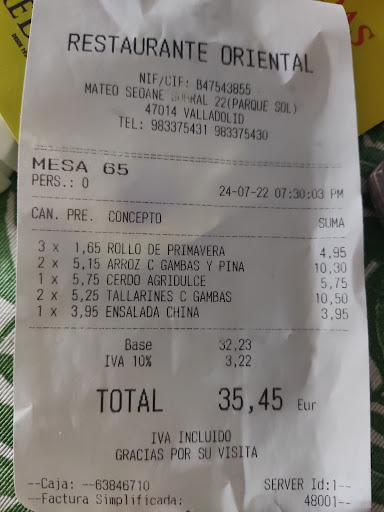 RESTAURANTE ORIENTAL
NIF/CIF: B47543855
MATEO SEOANE 22(PARQUE SOL)
47014 VALLADOLID
TEL: 983375431 983375430
MESA 65
PERS.: 0 24-07-22 07:30:03 PM
CAN. PRE. CONCEPTO SUMA
3 x 1,65 ROLLO DE PRIMAVERA 4,95
2 x 5,15 ARROZ C GAMBAS Y PINA 10,30
1 x 5,75 CERDO AGRIDULCE 5,75
2 x 5,25 TALLARINES C GAMBAS 10,50
1 x 3,95 ENSALADA CHINA 3,95
Base 32,23
IVA 10% 3,22
TOTAL 35,45 Eur
IVA INCLUIDO
GRACIAS POR SU VISITA
--Caja: --63846710 SERVER Id:1--
--Factura Simplificada: 48001--